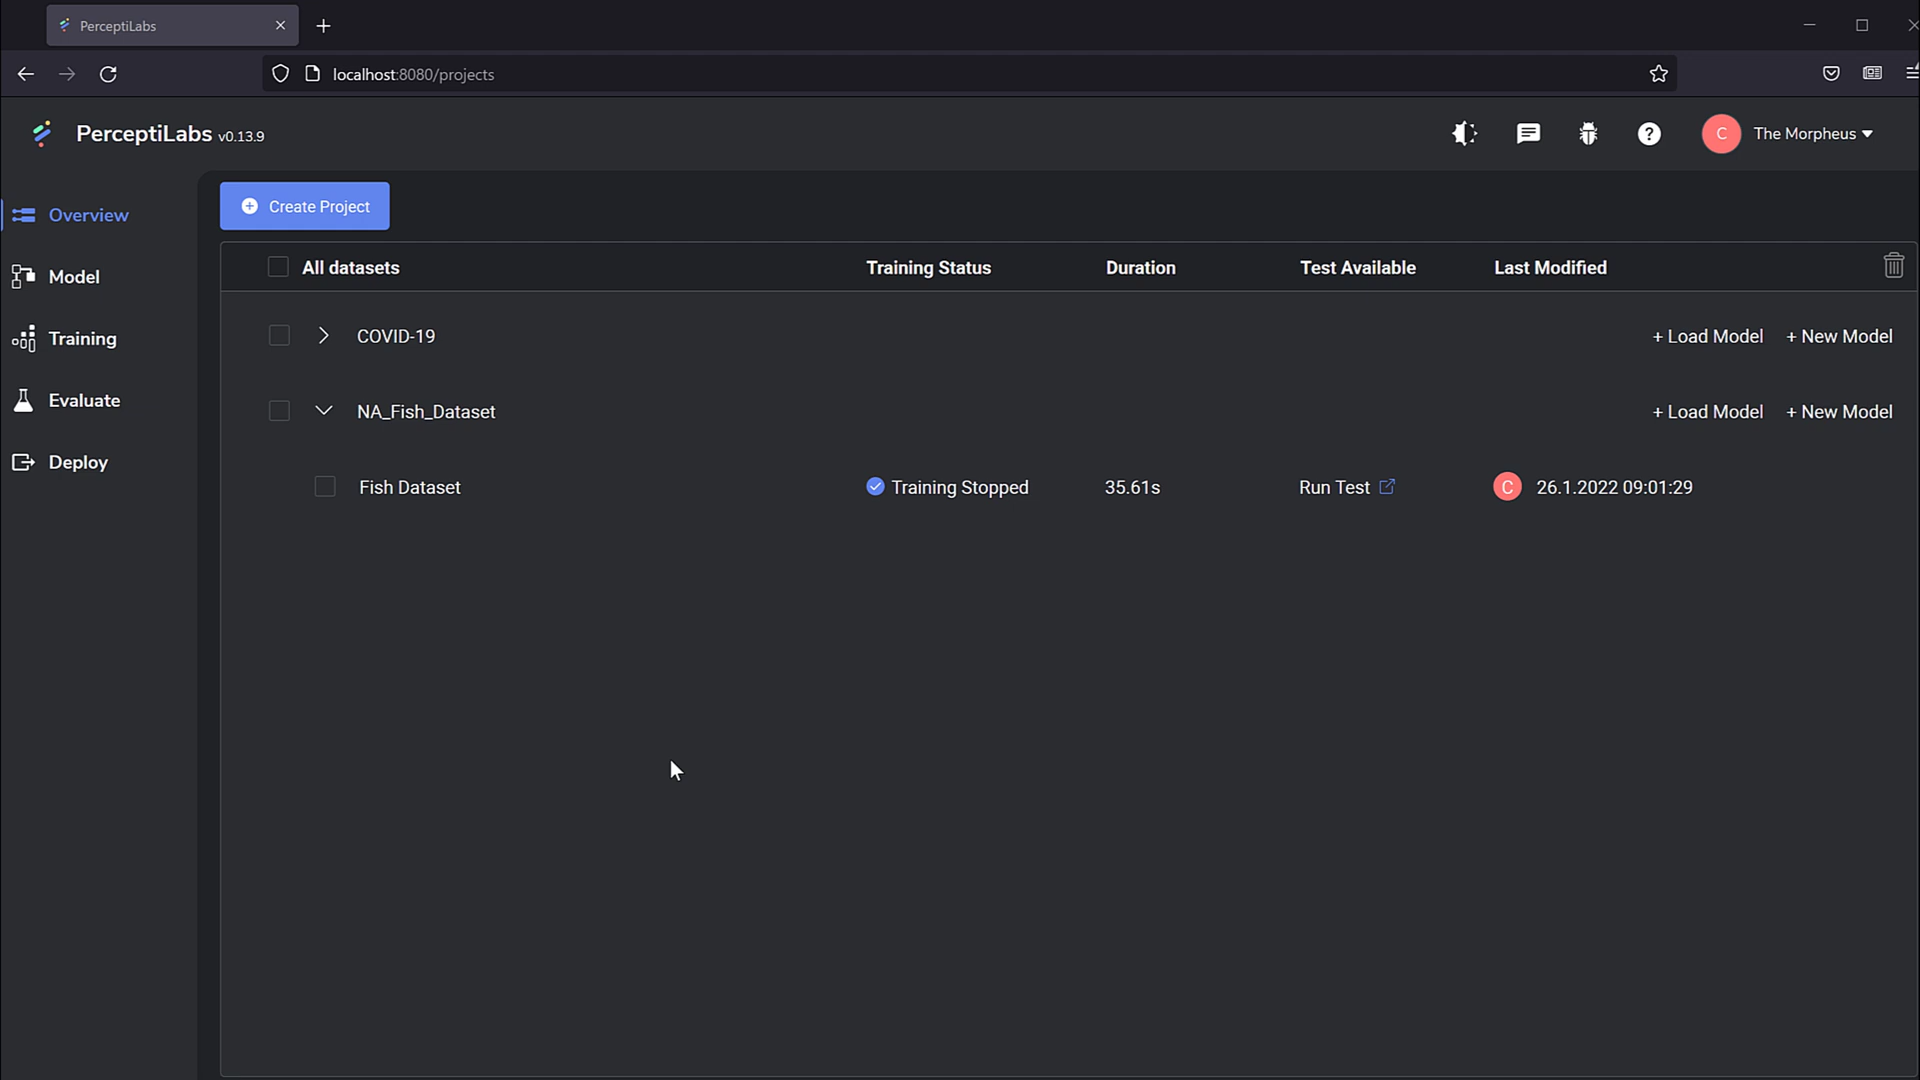 PerceptiLabs
localhost:8080/projects
PerceptiLabs v0.13.9
C The Morpheus
Overview
Model
Training
Evaluate
Deploy
Create Project
All datasets Training Status Duration Test Available Last Modified
COVID-19 + Load Model + New Model
NA_Fish_Dataset + Load Model + New Model
Fish Dataset Training Stopped 35.61s Run Test C 26.1.2022 09:01:29